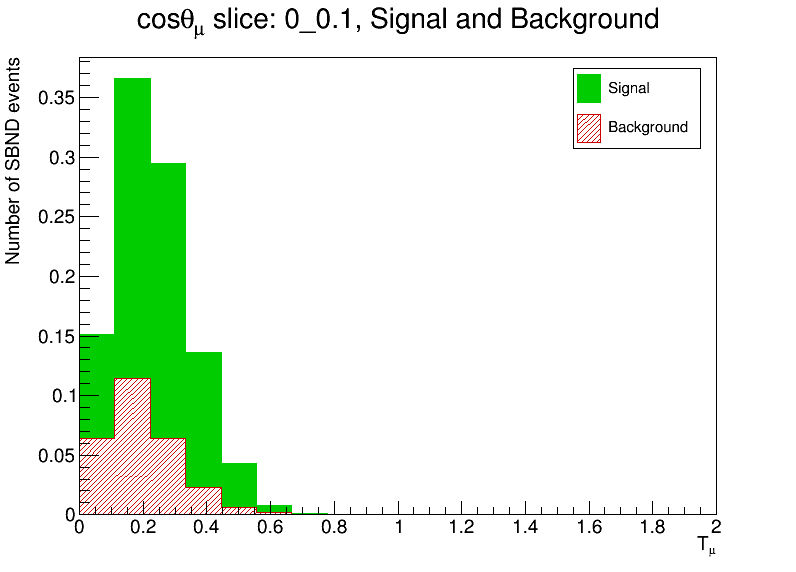 cosθμ slice: 0_0.1, Signal and Background
Number of SBND events
Signal
Background
0.35
0.3
0.25
0.2
0.15
0.1
0.05
0
0 0.2 0.4 0.6 0.8 1 1.2 1.4 1.6 1.8 2
Tμ